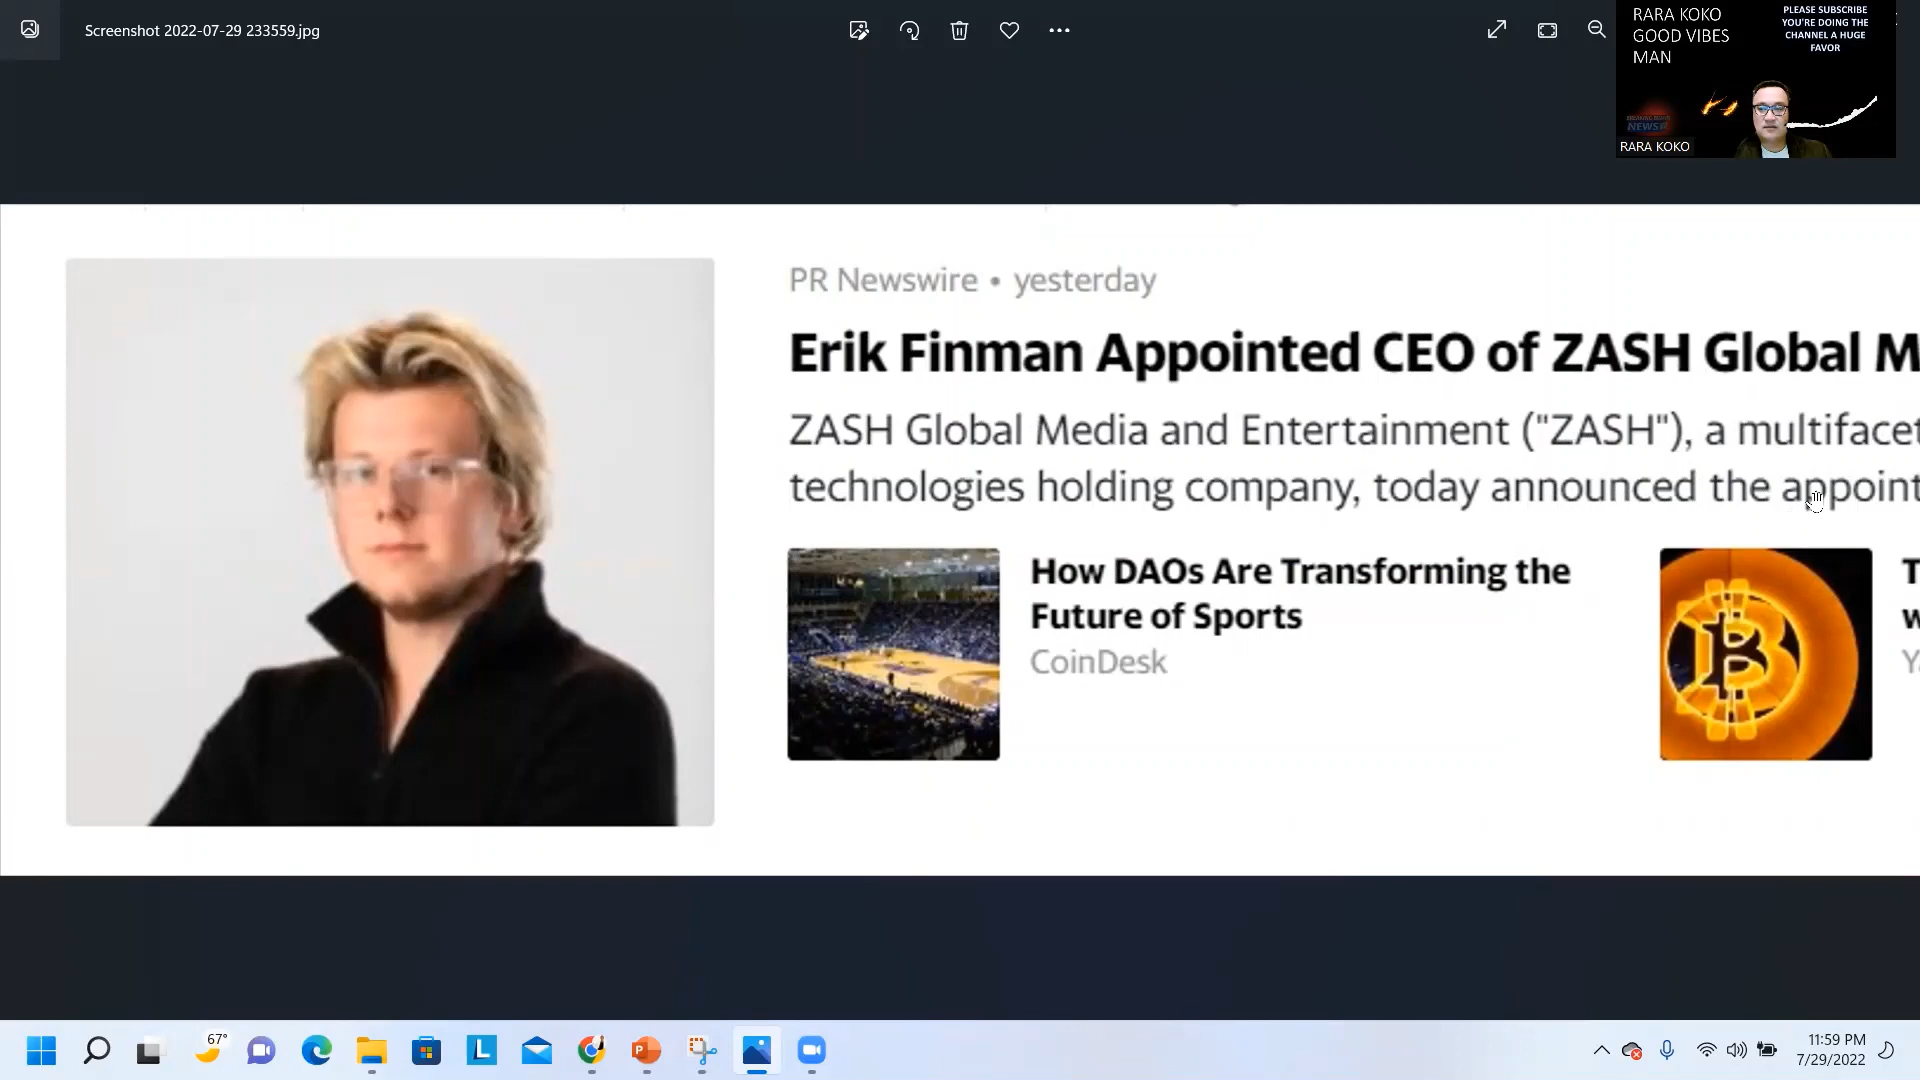 Screenshot 2022-07-29 233559.jpg
RARA KOKO
GOOD VIBES
MAN
PLEASE SUBSCRIBE
YOU'RE DOING THE
CHANNEL A HUGE
FAVOR
NEWS
RARA KOKO
PR Newswire • yesterday
Erik Finman Appointed CEO of ZASH Global M
ZASH Global Media and Entertainment ("ZASH"), a multifacet
technologies holding company, today announced the appoint
How DAOs Are Transforming the
Future of Sports
CoinDesk
T
w
Ya
67°
11:59 PM
7/29/2022